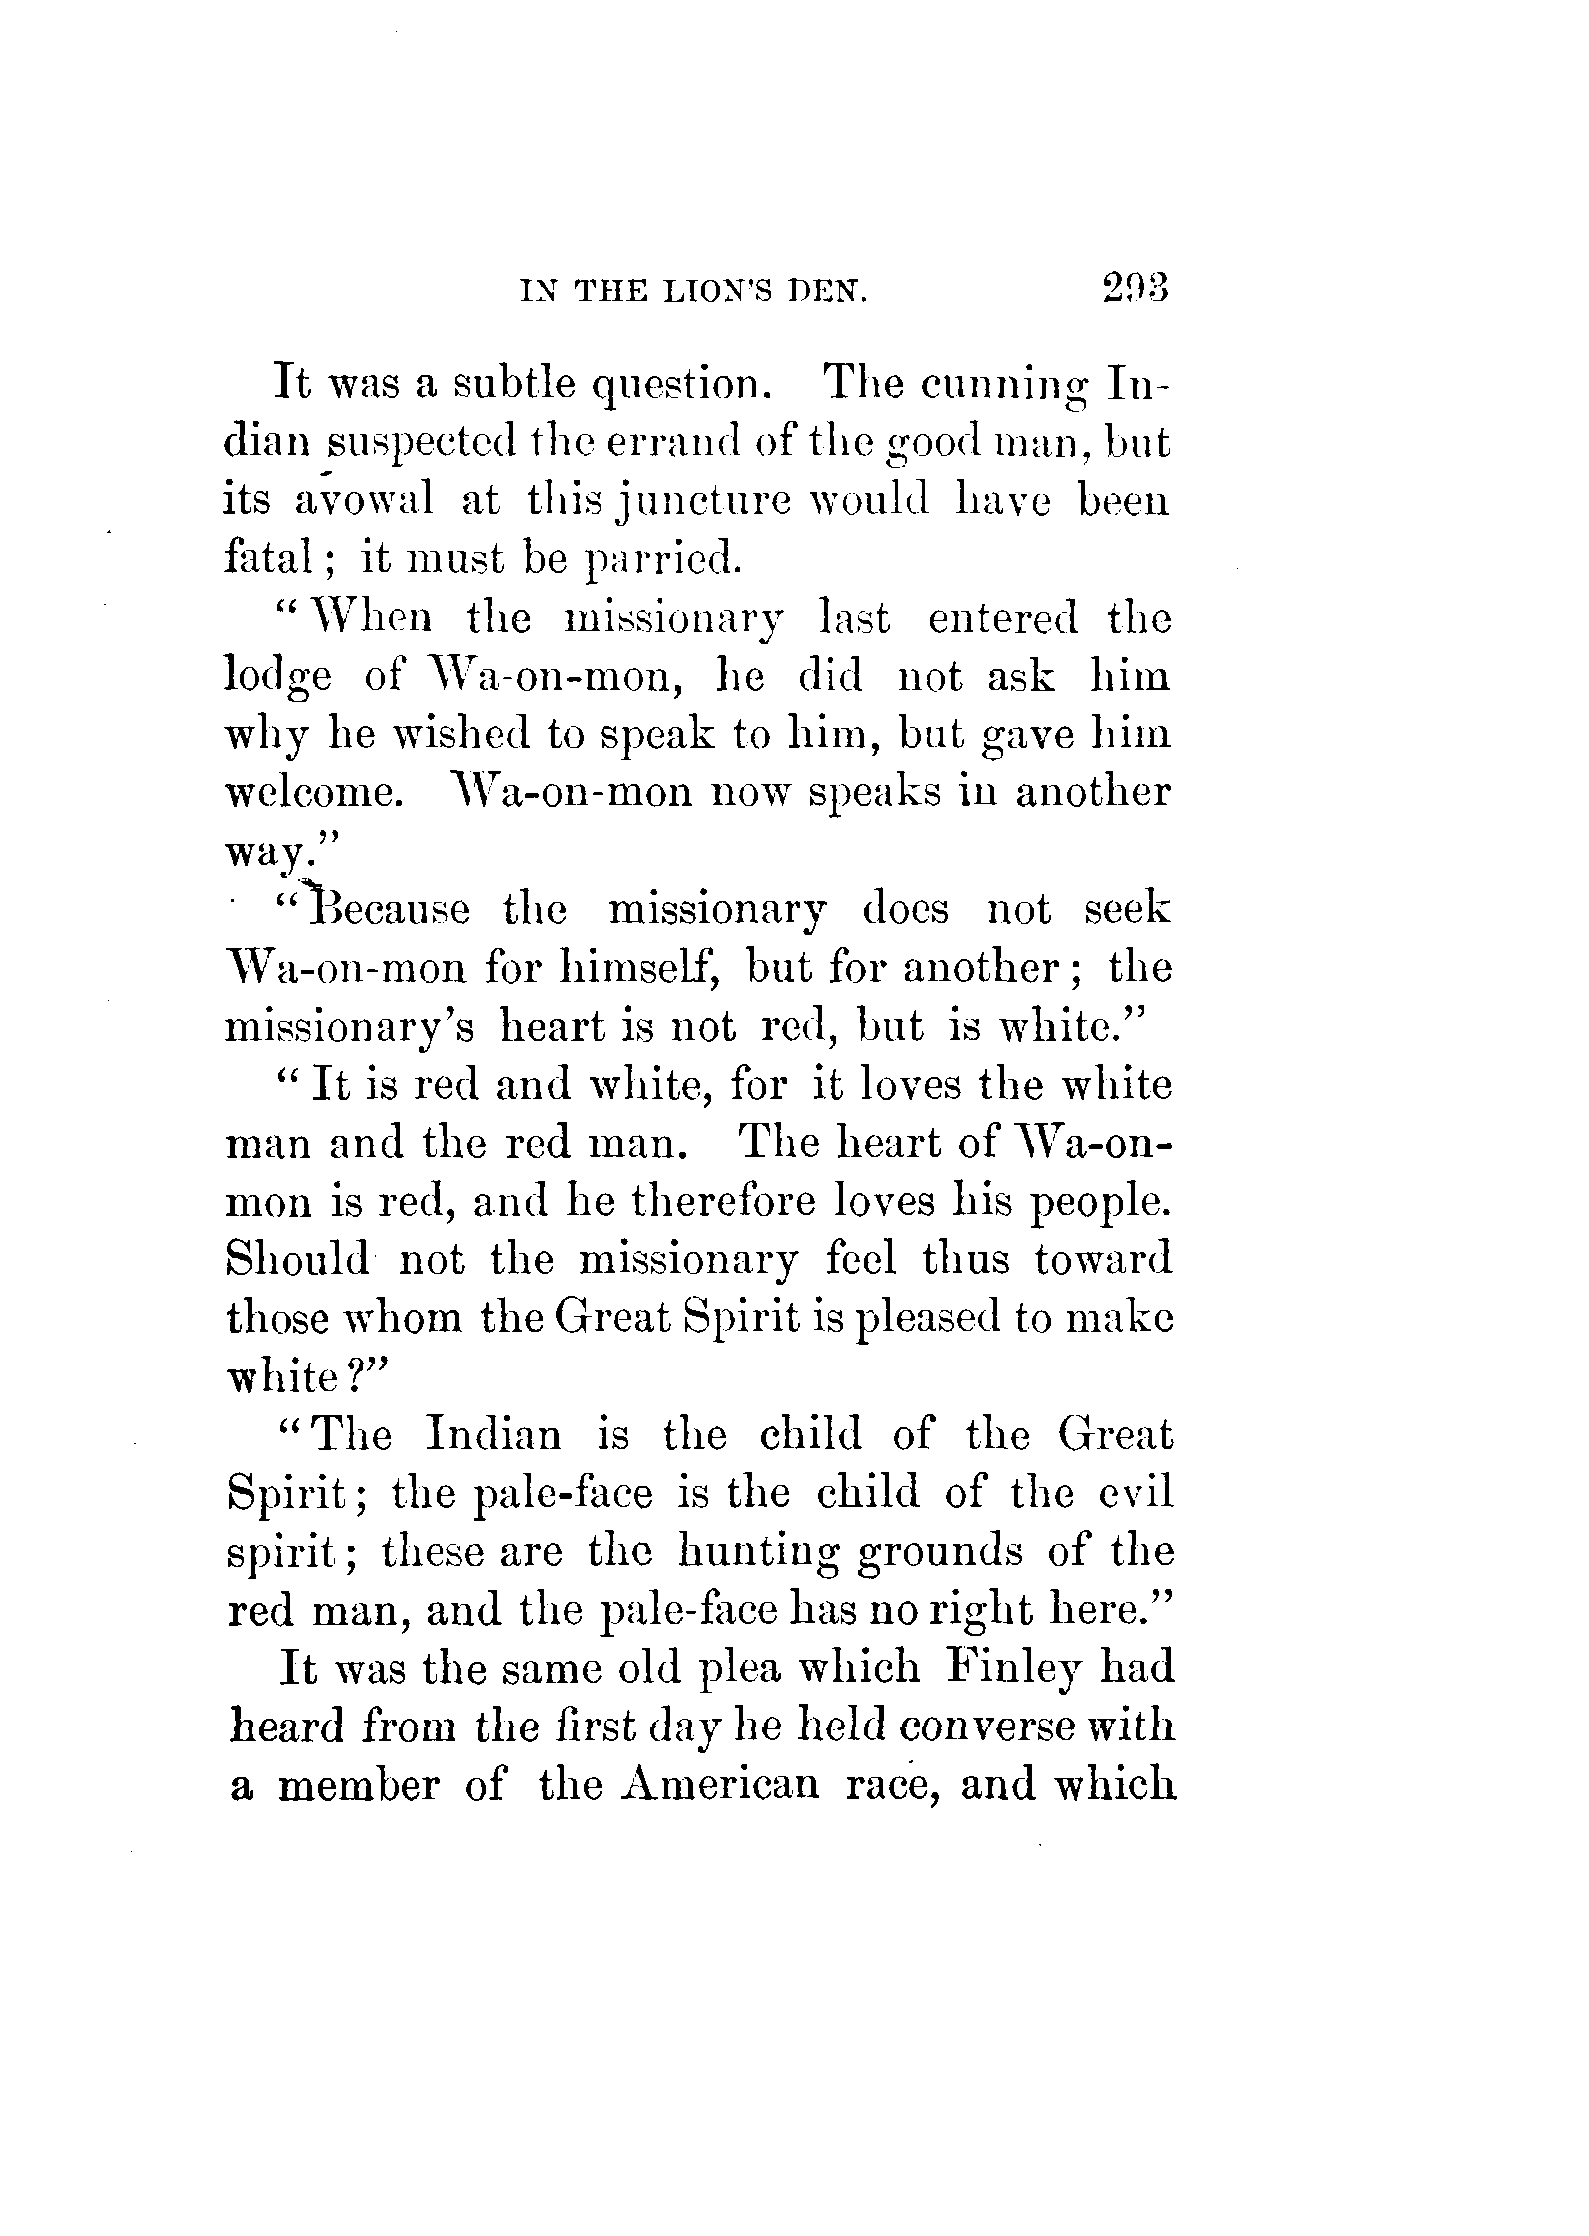 IN THE LION'S DEN. 293
It was a subtle question. The cunning In-
dian suspected the errand of the good man, but
its avowal at this juncture would have been
fatal ; it must be parried.
“ When the missionary last entered the
lodge of Wa-on-mon, he did not ask him
why he wished to speak to him, but gave him
welcome. Wa-on-mon now speaks in another
way.”
“ Because the missionary does not seek
Wa-on-mon for himself, but for another ; the
missionary's heart is not red, but is white.”
“ It is red and white, for it loves the white
man and the red man. The heart of Wa-on-
mon is red, and he therefore loves his people.
Should not the missionary feel thus toward
those whom the Great Spirit is pleased to make
white ?”
“ The Indian is the child of the Great
Spirit ; the pale-face is the child of the evil
spirit ; these are the hunting grounds of the
red man, and the pale-face has no right here.”
It was the same old plea which Finley had
heard from the first day he held converse with
a member of the American race, and which